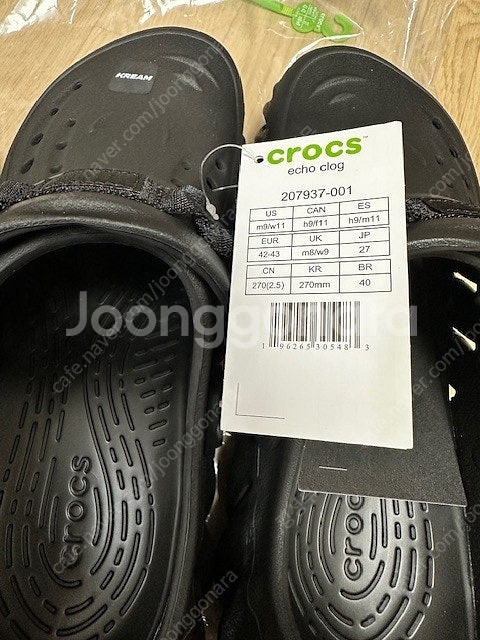 KREAM
crocs™
echo clog
207937-001
US CAN ES
m9/w11 h9/f11 h9/m11
EUR UK JP
42-43 m8/w9 27
CN KR BR
270(2.5) 270mm 40
1 96265 30548 3
Joonggonara
cafe.naver.com/joonggonara
crocs
crocs